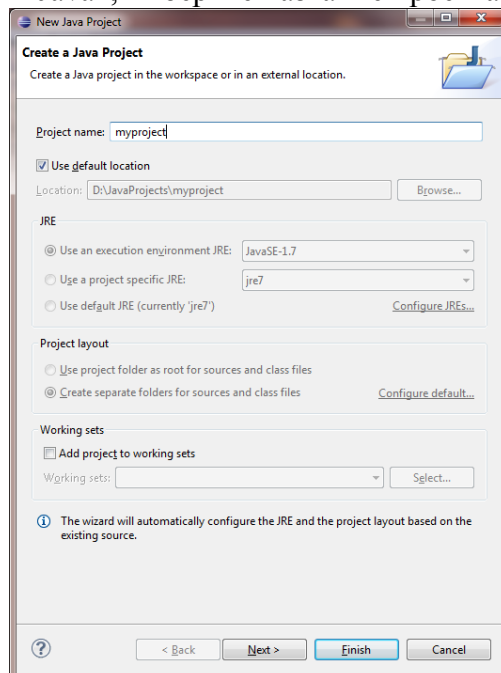 New Java Project
Create a Java Project
Create a Java project in the workspace or in an external location.
Project name: myproject
Use default location
Location: D:\JavaProjects\myproject Browse...
JRE
Use an execution environment JRE: JavaSE-1.7
Use a project specific JRE: jre7
Use default JRE (currently 'jre7') Configure JREs...
Project layout
Use project folder as root for sources and class files
Create separate folders for sources and class files Configure default...
Working sets
Add project to working sets
Working sets: Select...
The wizard will automatically configure the JRE and the project layout based on the
existing source.
< Back Next > Finish Cancel